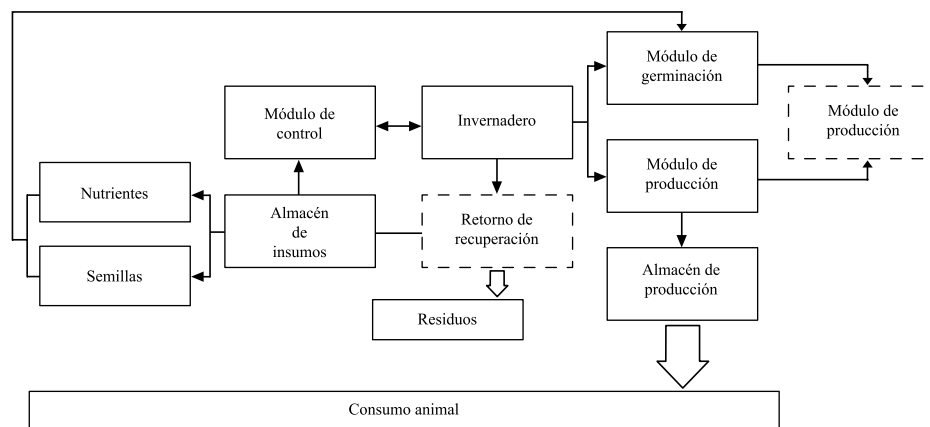 Módulo de
germinación
Módulo de
producción
Módulo de
control
Invernadero
Módulo de
producción
Nutrientes
Almacén
de
insumos
Retorno de
recuperación
Semillas
Almacén de
producción
Residuos
Consumo animal